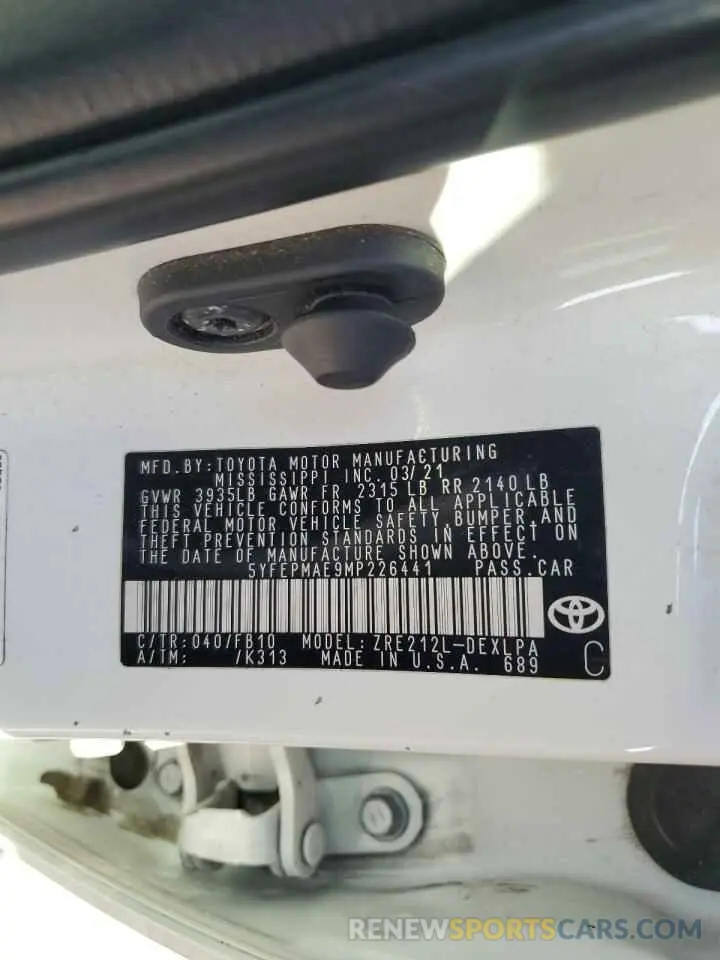 MFD.BY:TOYOTA MOTOR MANUFACTURING
MISSISSIPPI INC. 03/21
GVWR 3935LB GAWR FR 2315 LB RR 2140 LB
THIS VEHICLE CONFORMS TO ALL APPLICABLE
FEDERAL MOTOR VEHICLE SAFETY, BUMPER, AND
THEFT PREVENTION STANDARDS IN EFFECT ON
THE DATE OF MANUFACTURE SHOWN ABOVE.
5YFEPMAE9MP226441 PASS.CAR
C/TR:040/FB10 MODEL:ZRE212L-DEXLPA
A/TM: /K313 MADE IN U.S.A. 689
C
RENEWSPORTSCARS.COM